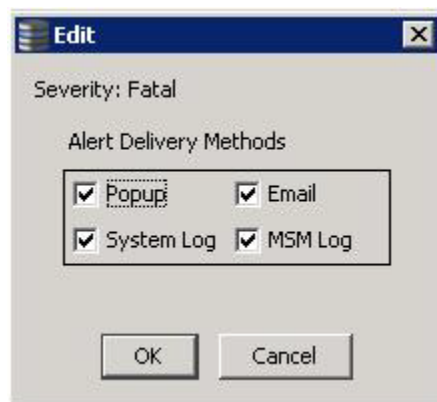 Edit
Severity: Fatal
Alert Delivery Methods
Popup Email
System Log MSM Log
OK Cancel